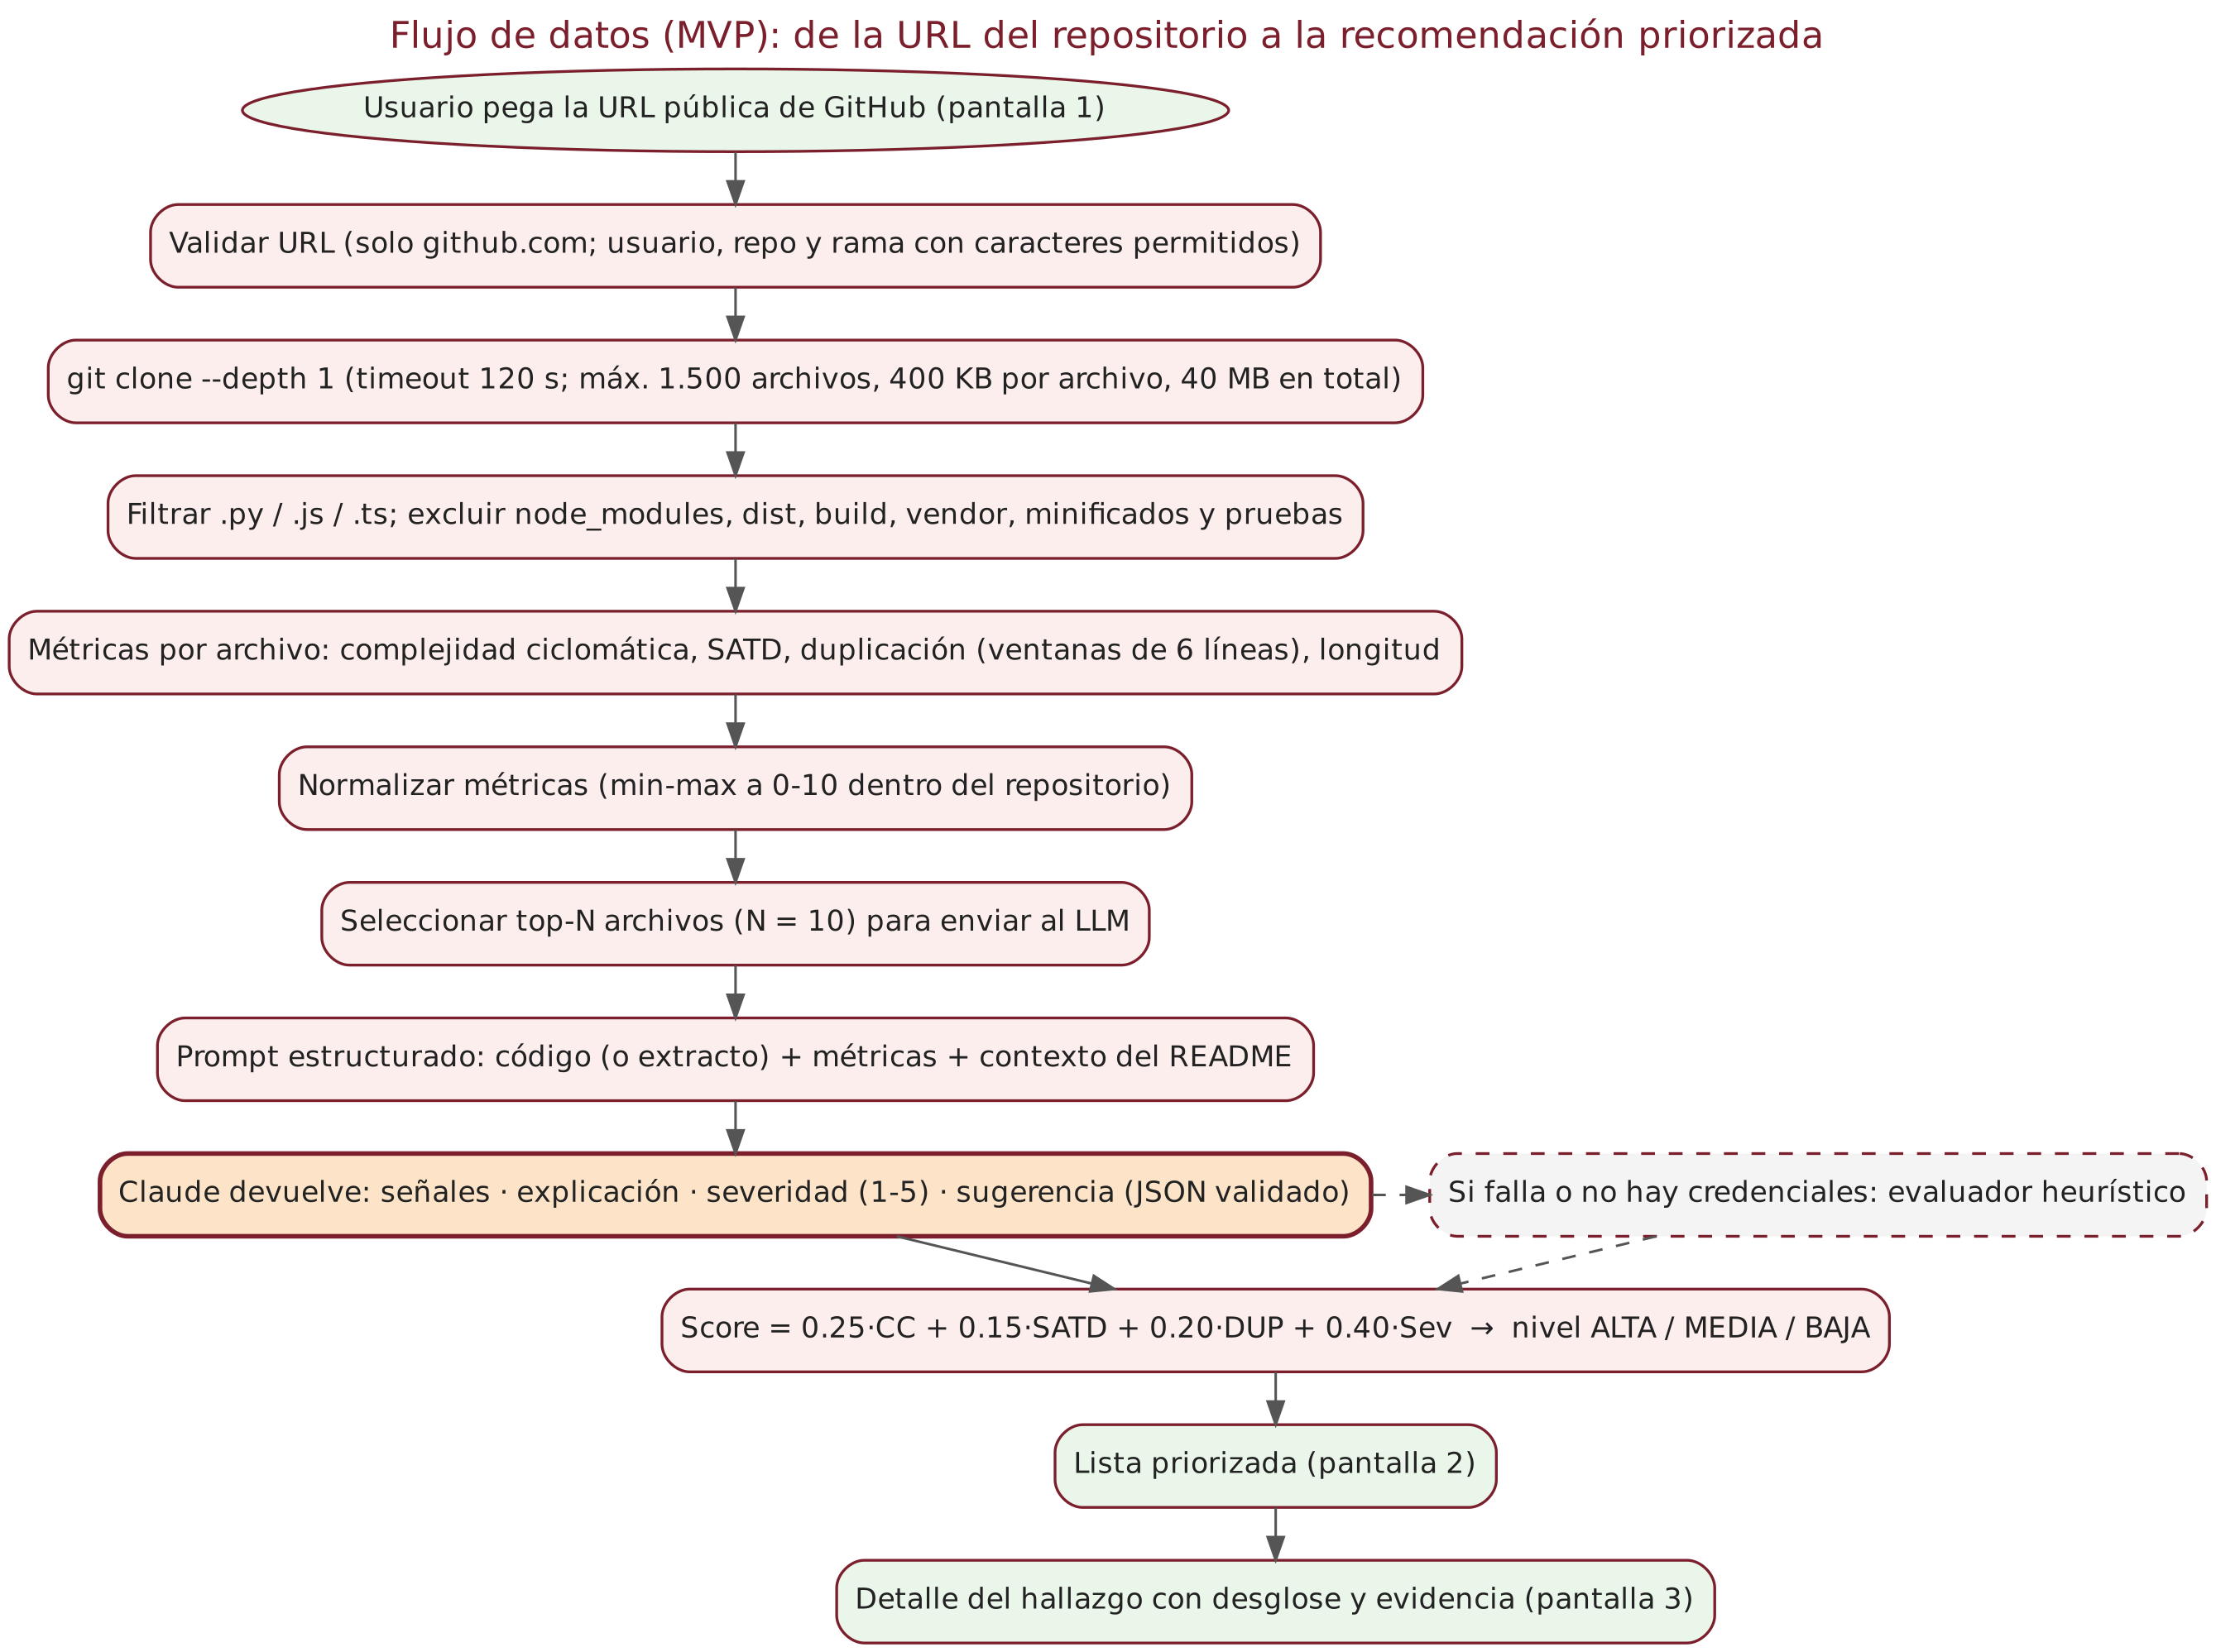 Flujo de datos (MVP): de la URL del repositorio a la recomendación priorizada
Usuario pega la URL pública de GitHub (pantalla 1)
Validar URL (solo github.com; usuario, repo y rama con caracteres permitidos)
git clone --depth 1 (timeout 120 s; máx. 1.500 archivos, 400 KB por archivo, 40 MB en total)
Filtrar .py / .js / .ts; excluir node_modules, dist, build, vendor, minificados y pruebas
Métricas por archivo: complejidad ciclomática, SATD, duplicación (ventanas de 6 líneas), longitud
Normalizar métricas (min-max a 0-10 dentro del repositorio)
Seleccionar top-N archivos (N = 10) para enviar al LLM
Prompt estructurado: código (o extracto) + métricas + contexto del README
Claude devuelve: señales · explicación · severidad (1-5) · sugerencia (JSON validado)
Si falla o no hay credenciales: evaluador heurístico
Score = 0.25·CC + 0.15·SATD + 0.20·DUP + 0.40·Sev → nivel ALTA / MEDIA / BAJA
Lista priorizada (pantalla 2)
Detalle del hallazgo con desglose y evidencia (pantalla 3)